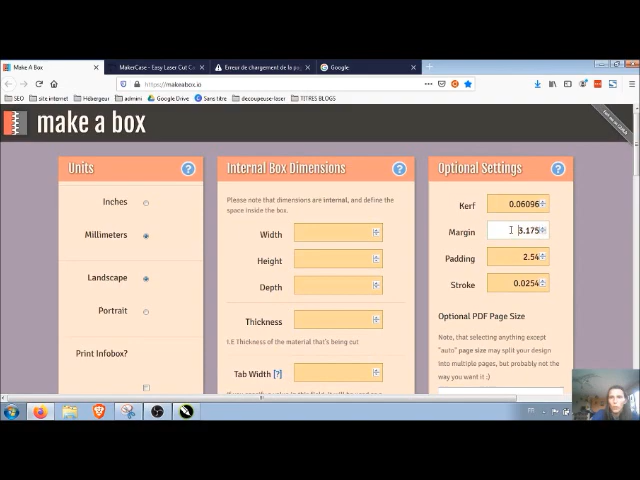 Make A Box
MakerCase - Easy Laser Cut C
Erreur de chargement de la p
Google
https://makeabox.io
SEO
site internet
Hébergeur
admini
Google Drive
Sans titre
decoupeuse-laser
TITRES BLOGS
make a box
Units
Inches
Millimeters
Landscape
Portrait
Print Infobox?
Internal Box Dimensions
Please note that dimensions are internal, and define the
space inside the box.
Width
Height
Depth
Thickness
I.E Thickness of the material that's being cut
Tab Width [?]
Optional Settings
Kerf 0.06096
Margin 3.175
Padding 2.54
Stroke 0.0254
Optional PDF Page Size
Note, that selecting anything except
"auto" page size may split your design
into multiple pages, but probably not the
way you want it :)